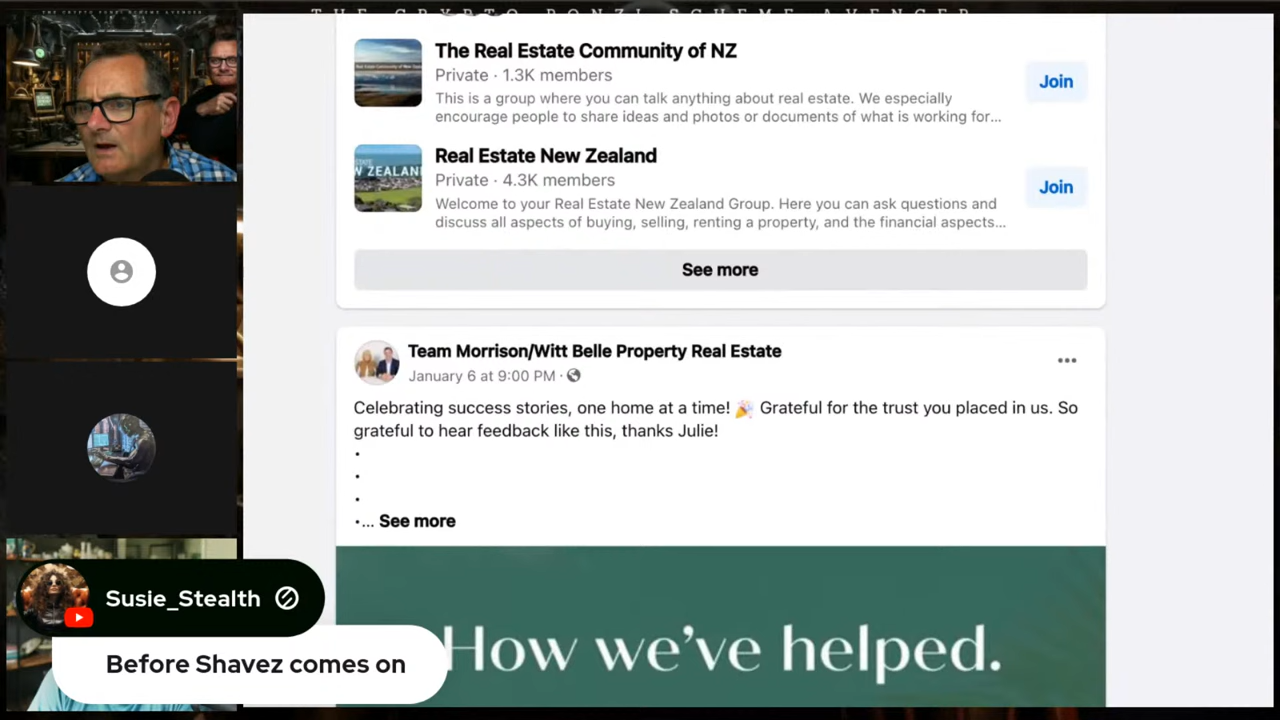 THE CRYPTO PONZI SCHEME AVENGER
The Real Estate Community of NZ
Private · 1.3K members
This is a group where you can talk anything about real estate. We especially
encourage people to share ideas and photos or documents of what is working for...
Join
Real Estate New Zealand
Private · 4.3K members
Welcome to your Real Estate New Zealand Group. Here you can ask questions and
discuss all aspects of buying, selling, renting a property, and the financial aspects...
Join
See more
Team Morrison/Witt Belle Property Real Estate
January 6 at 9:00 PM ·
Celebrating success stories, one home at a time! 🎉 Grateful for the trust you placed in us. So
grateful to hear feedback like this, thanks Julie!
•
•
•
•... See more
How we've helped.
Susie_Stealth
Before Shavez comes on